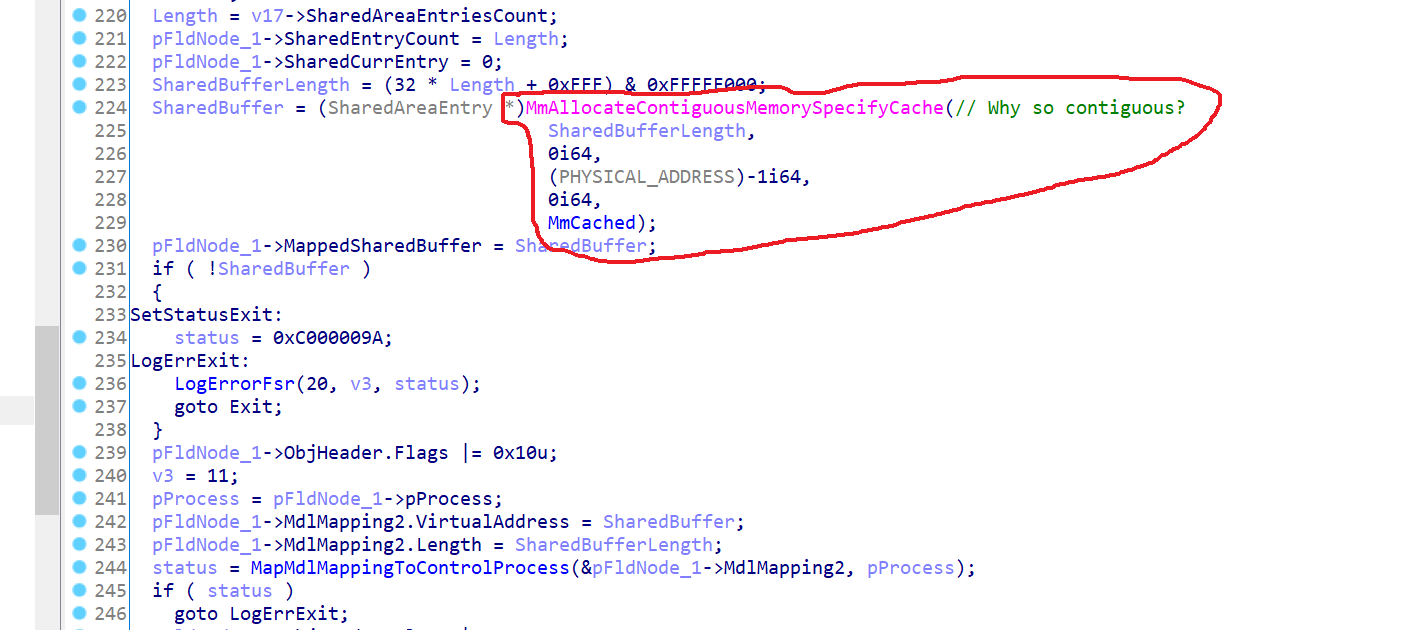 220 Length = v17->SharedAreaEntriesCount;
221 pFldNode_1->SharedEntryCount = Length;
222 pFldNode_1->SharedCurrEntry = 0;
223 SharedBufferLength = (32 * Length + 0xFFF) & 0xFFFFF000;
224 SharedBuffer = (SharedAreaEntry *)MmAllocateContiguousMemorySpecifyCache(// Why so contiguous?
225 SharedBufferLength,
226 0i64,
227 (PHYSICAL_ADDRESS)-1i64,
228 0i64,
229 MmCached);
230 pFldNode_1->MappedSharedBuffer = SharedBuffer;
231 if ( !SharedBuffer )
232 {
233 SetStatusExit:
234 status = 0xC000009A;
235 LogErrExit:
236 LogErrorFsr(20, v3, status);
237 goto Exit;
238 }
239 pFldNode_1->ObjHeader.Flags |= 0x10u;
240 v3 = 11;
241 pProcess = pFldNode_1->pProcess;
242 pFldNode_1->MdlMapping2.VirtualAddress = SharedBuffer;
243 pFldNode_1->MdlMapping2.Length = SharedBufferLength;
244 status = MapMdlMappingToControlProcess(&pFldNode_1->MdlMapping2, pProcess);
245 if ( status )
246 goto LogErrExit;